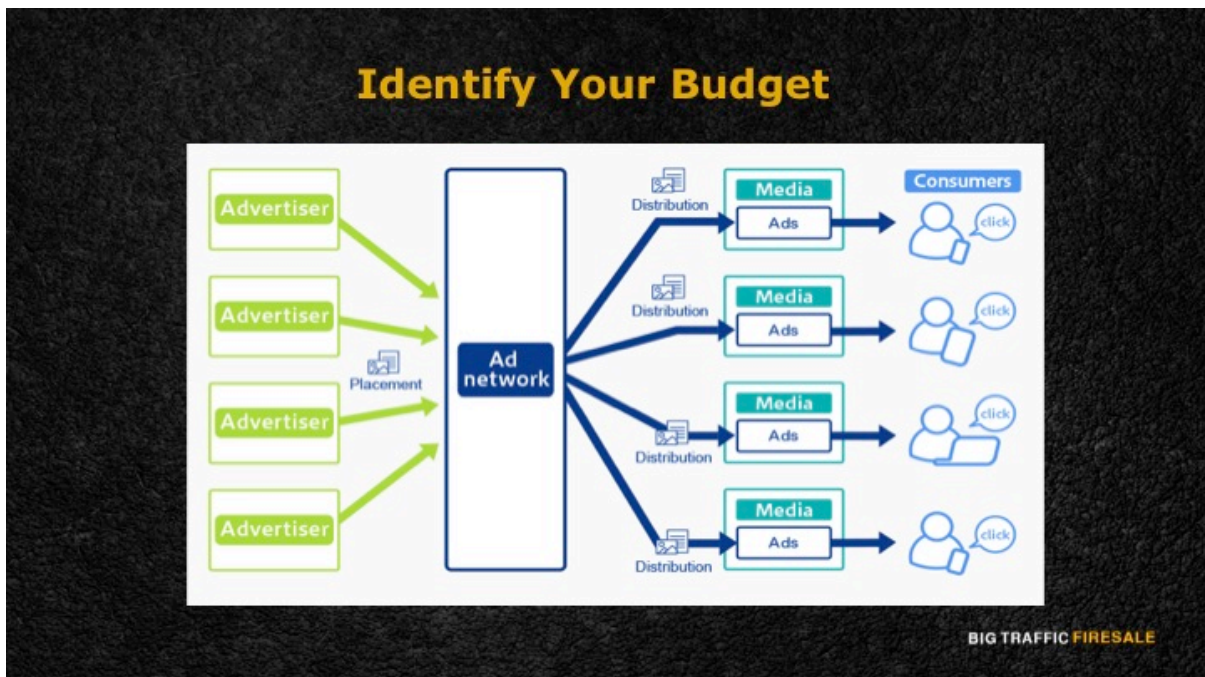 Identify Your Budget
Advertiser
Advertiser
Advertiser
Advertiser
Placement
Ad
network
Distribution
Distribution
Distribution
Distribution
Media
Ads
Media
Ads
Media
Ads
Media
Ads
Consumers
click
click
click
click
BIG TRAFFIC FIRESALE